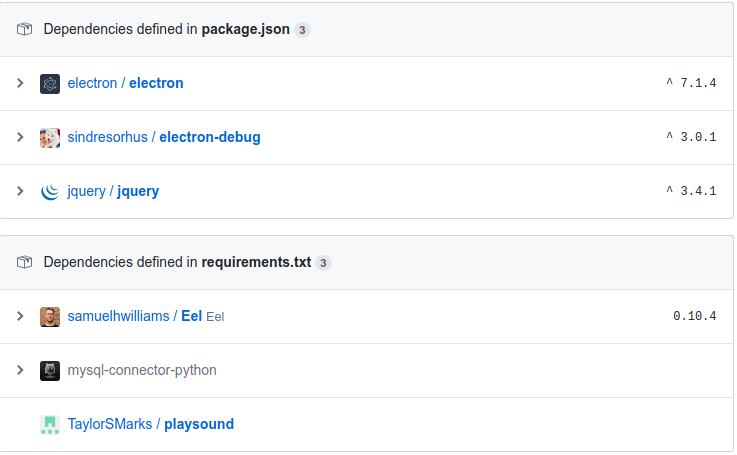 Dependencies defined in package.json 3
electron / electron ^ 7.1.4
sindresorhus / electron-debug ^ 3.0.1
jquery / jquery ^ 3.4.1
Dependencies defined in requirements.txt 3
samuelhwilliams / Eel Eel 0.10.4
mysql-connector-python
TaylorSMarks / playsound